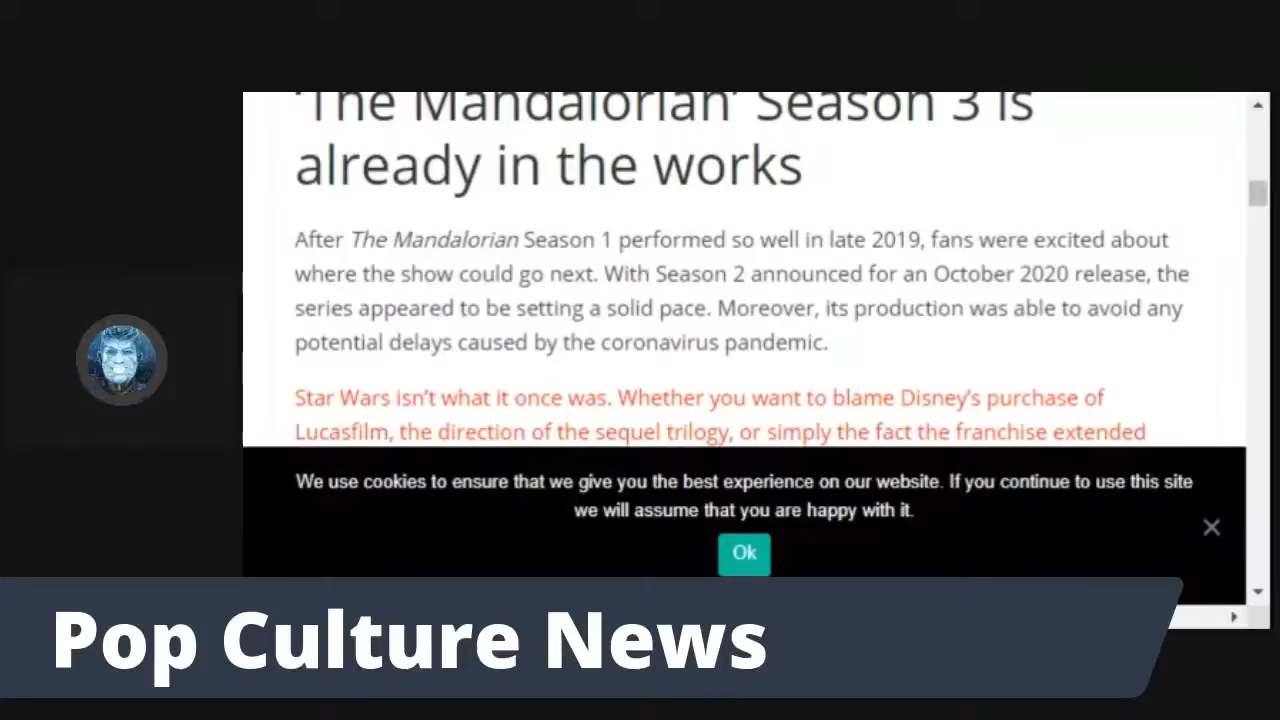 'The Mandalorian' Season 3 is
already in the works
After The Mandalorian Season 1 performed so well in late 2019, fans were excited about
where the show could go next. With Season 2 announced for an October 2020 release, the
series appeared to be setting a solid pace. Moreover, its production was able to avoid any
potential delays caused by the coronavirus pandemic.
Star Wars isn't what it once was. Whether you want to blame Disney's purchase of
Lucasfilm, the direction of the sequel trilogy, or simply the fact the franchise extended
We use cookies to ensure that we give you the best experience on our website. If you continue to use this site
we will assume that you are happy with it.
Ok
Pop Culture News